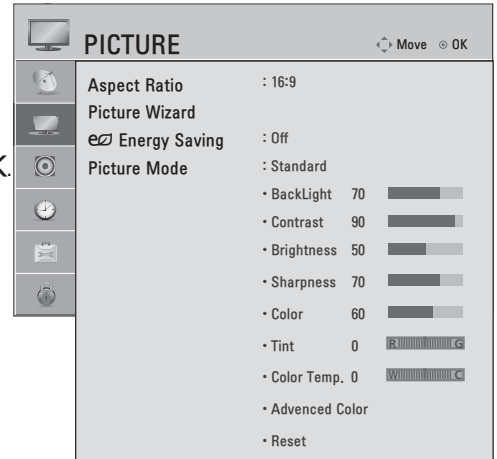 PICTURE Move ⊙ OK
Aspect Ratio : 16:9
Picture Wizard
Energy Saving : Off
Picture Mode : Standard
• BackLight 70
• Contrast 90
• Brightness 50
• Sharpness 70
• Color 60
• Tint 0 R G
• Color Temp. 0 W C
• Advanced Color
• Reset